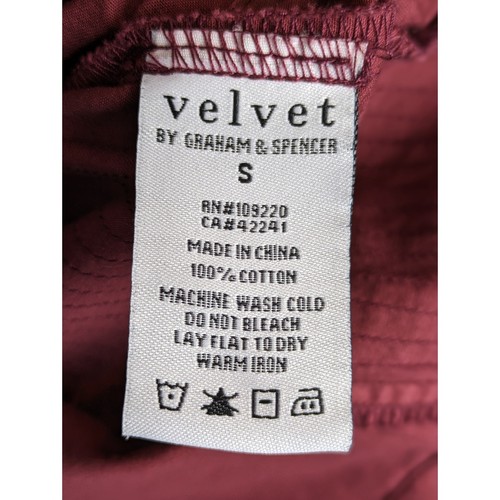 velvet
BY GRAHAM & SPENCER
S
RN#109220
CA#42241
MADE IN CHINA
100% COTTON
MACHINE WASH COLD
DO NOT BLEACH
LAY FLAT TO DRY
WARM IRON